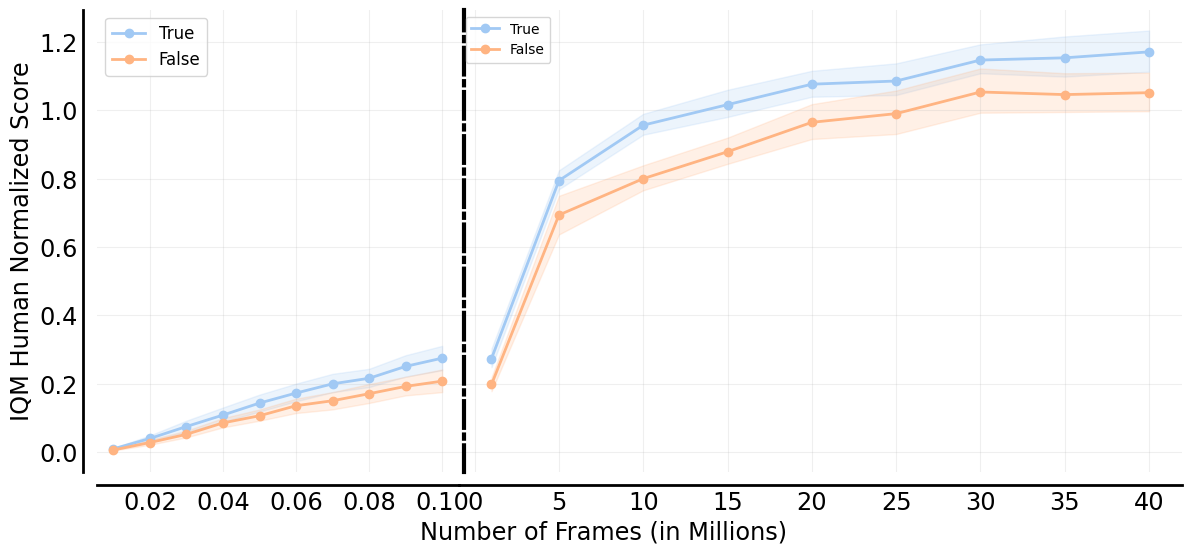 True
False
True
False
IQM Human Normalized Score
1.2
1.0
0.8
0.6
0.4
0.2
0.0
0.02 0.04 0.06 0.08 0.10 0 5 10 15 20 25 30 35 40
Number of Frames (in Millions)